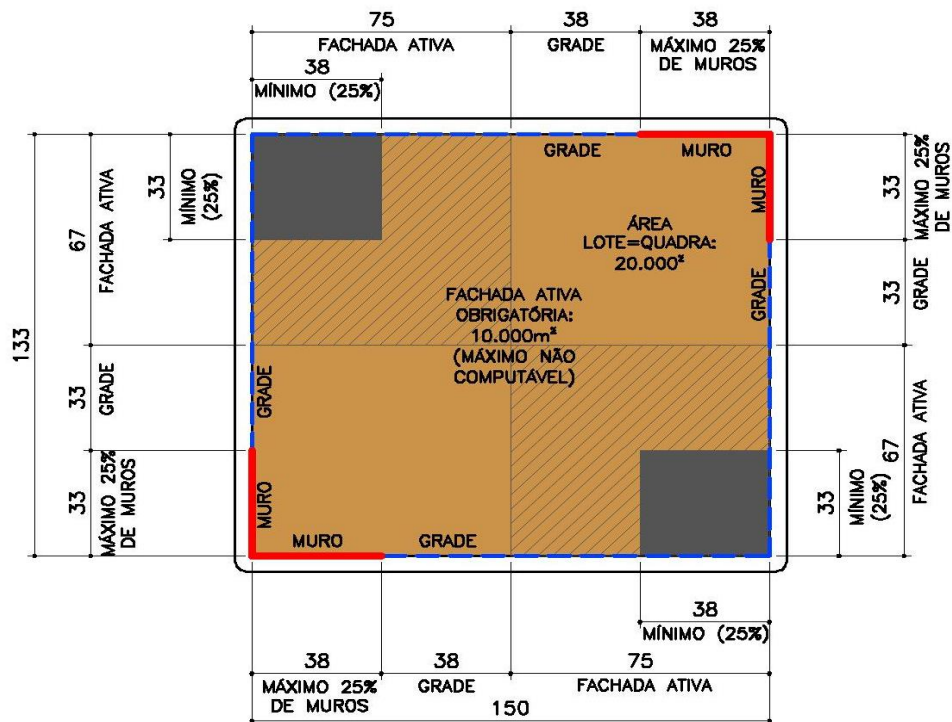 75
38
38
FACHADA ATIVA
GRADE
MÁXIMO 25%
DE MUROS
38
MÍNIMO (25%)
GRADE
MURO
133
67
FACHADA ATIVA
33
MÍNIMO
(25%)
MURO
33
MÁXIMO 25%
DE MUROS
ÁREA
LOTE=QUADRA:
20.000²
GRADE
33
GRADE
FACHADA ATIVA
OBRIGATÓRIA:
10.000m²
(MÁXIMO NÃO
COMPUTÁVEL)
33
GRADE
GRADE
67
FACHADA ATIVA
33
MÁXIMO 25%
DE MUROS
MURO
33
MÍNIMO
(25%)
MURO
GRADE
38
MÍNIMO (25%)
38
38
75
MÁXIMO 25%
DE MUROS
GRADE
FACHADA ATIVA
150